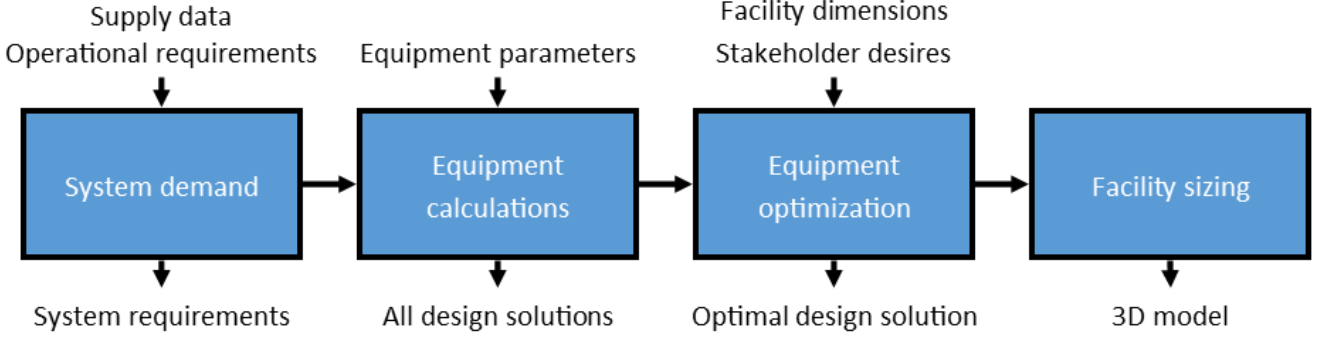 Supply data
Operational requirements
Equipment parameters
Facility dimensions
Stakeholder desires
System demand
Equipment
calculations
Equipment
optimization
Facility sizing
System requirements
All design solutions
Optimal design solution
3D model